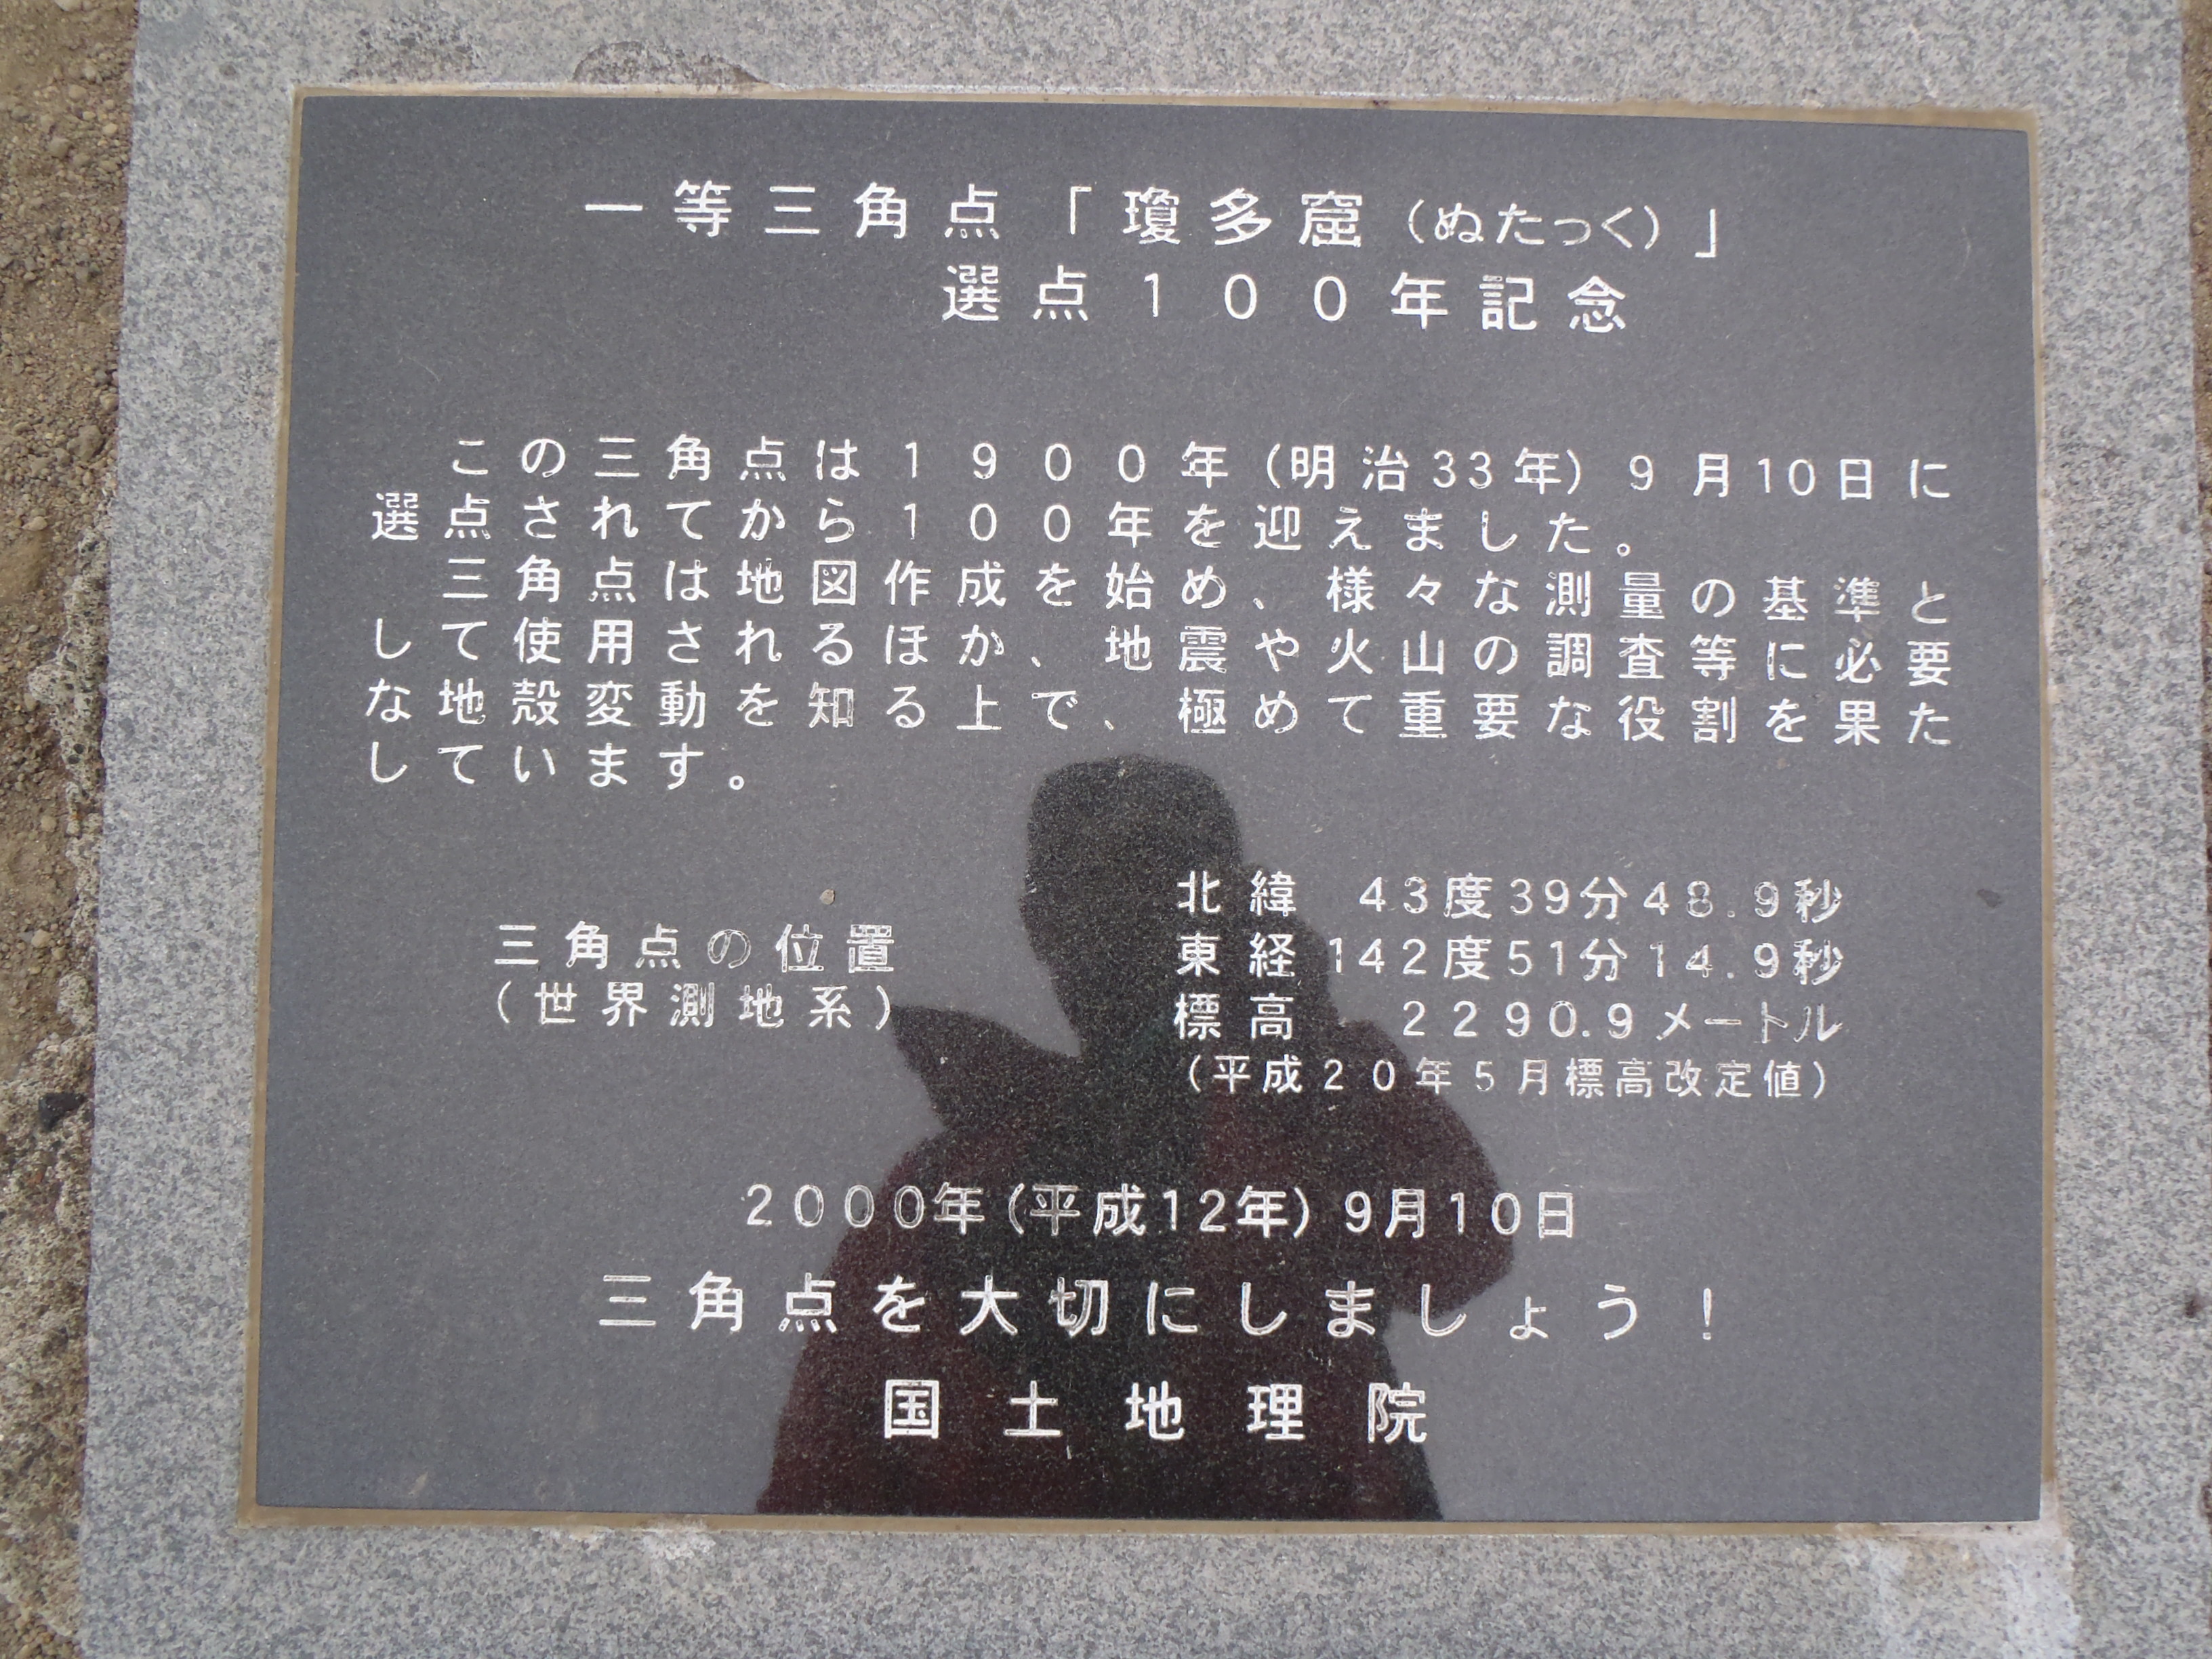 一等三角点「瓊多窟(ぬたっく)」
選点100年記念
この三角点は1900年(明治33年)9月10日に
選点されてから100年を迎えました。
三角点は地図作成を始め、様々な測量の基準と
して使用されるほか、地震や火山の調査等に必要
な地殻変動を知る上で、極めて重要な役割を果た
しています。
三角点の位置
(世界測地系)
北緯 43度39分48.9秒
東経142度51分14.9秒
標高 2290.9メートル
(平成20年5月標高改定値)
2000年(平成12年)9月10日
三角点を大切にしましょう!
国土地理院